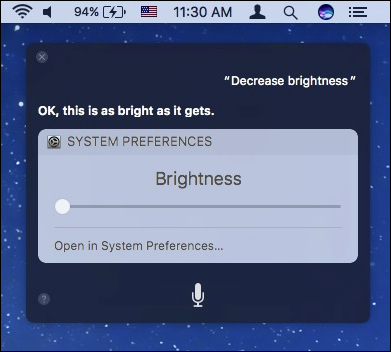 94% 11:30 AM
“Decrease brightness”
OK, this is as bright as it gets.
SYSTEM PREFERENCES
Brightness
Open in System Preferences...
?